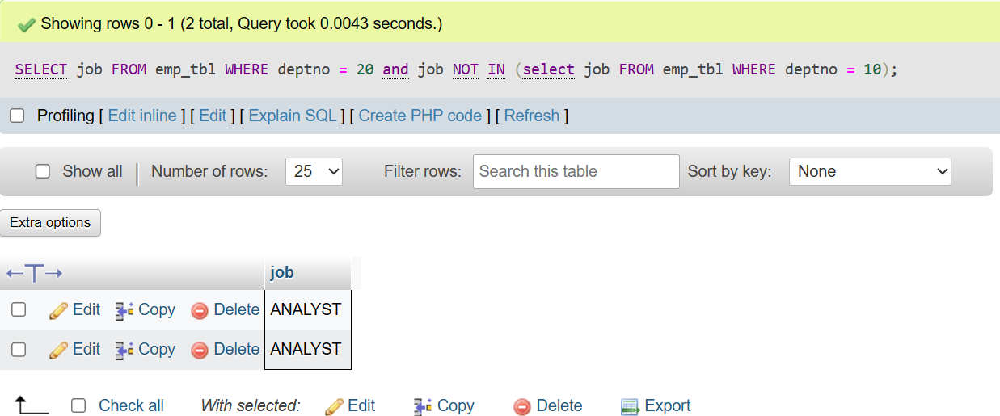 Showing rows 0 - 1 (2 total, Query took 0.0043 seconds.)
SELECT job FROM emp_tbl WHERE deptno = 20 and job NOT IN (select job FROM emp_tbl WHERE deptno = 10);
Profiling [ Edit inline ] [ Edit ] [ Explain SQL ] [ Create PHP code ] [ Refresh ]
Show all | Number of rows: 25 Filter rows: Search this table Sort by key: None
Extra options
←T→ job
Edit Copy Delete ANALYST
Edit Copy Delete ANALYST
Check all With selected: Edit Copy Delete Export